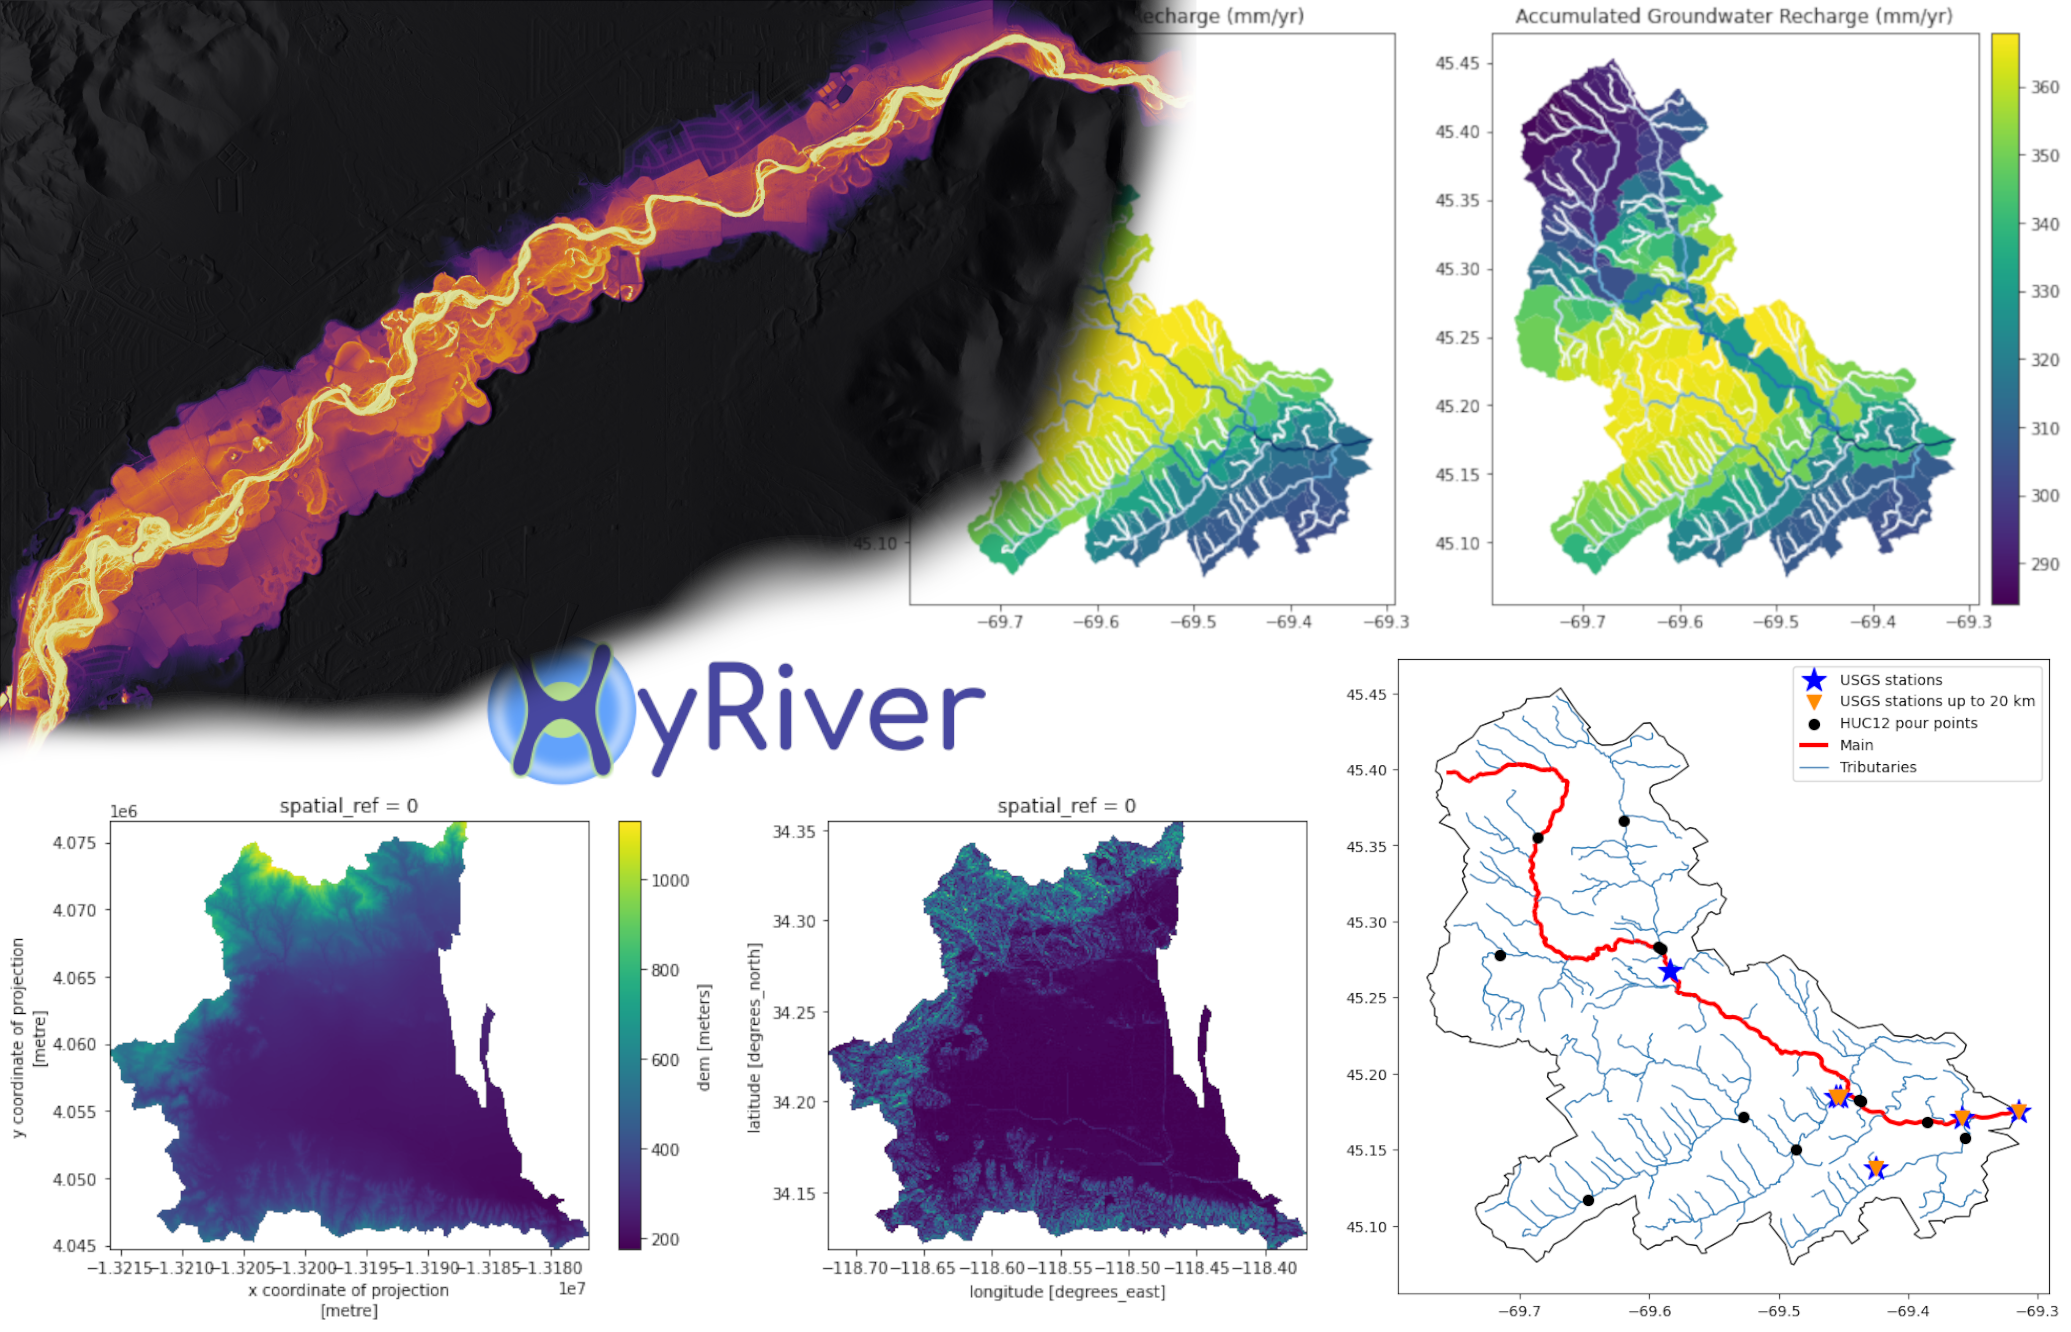 Recharge (mm/yr)
45.10
−69.7 −69.6 −69.5 −69.4 −69.3
Accumulated Groundwater Recharge (mm/yr)
45.45
45.40
45.35
45.30
45.25
45.20
45.15
45.10
−69.7 −69.6 −69.5 −69.4 −69.3
360
350
340
330
320
310
300
290
HyRiver
spatial_ref = 0
1e6
4.075
4.070
4.065
4.060
4.055
4.050
4.045
y coordinate of projection
[metre]
−1.3215−1.3210−1.3205−1.3200−1.3195−1.3190−1.3185−1.3180
x coordinate of projection
[metre]
1e7
1000
800
600
400
200
dem [meters]
spatial_ref = 0
34.35
34.30
34.25
34.20
34.15
latitude [degrees_north]
−118.70−118.65−118.60−118.55−118.50−118.45−118.40
longitude [degrees_east]
USGS stations
USGS stations up to 20 km
HUC12 pour points
Main
Tributaries
45.45
45.40
45.35
45.30
45.25
45.20
45.15
45.10
−69.7 −69.6 −69.5 −69.4 −69.3